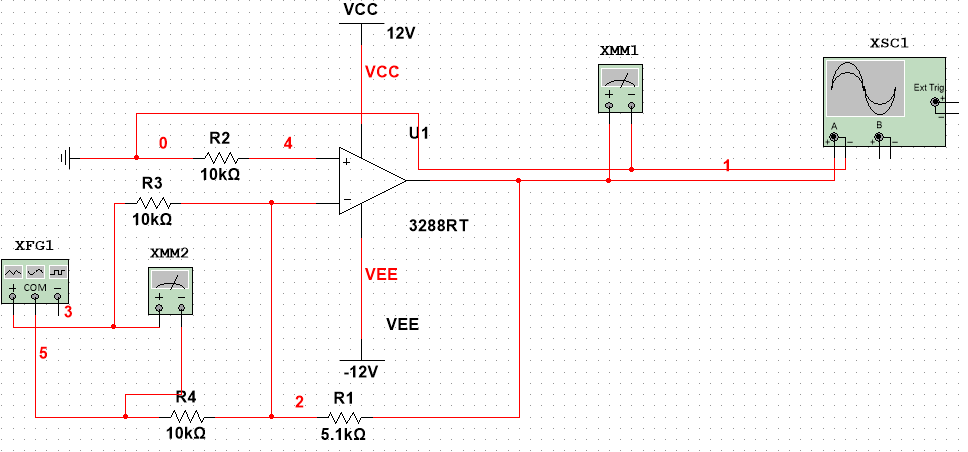 VCC
12V
VCC
XMM1
+ −
XSC1
Ext Trig
+
−
A B
+ − + −
0
R2
4
10kΩ
U1
+
−
1
R3
10kΩ
3288RT
XFG1
+ COM −
3
XMM2
+ −
VEE
VEE
-12V
5
R4
10kΩ
2
R1
5.1kΩ